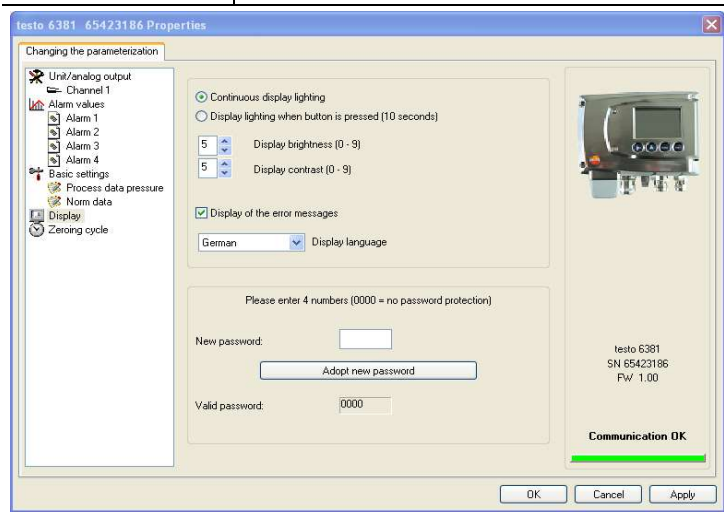 testo 6381 65423186 Properties
Changing the parameterization
Unit/analog output
Channel 1
Alarm values
Alarm 1
Alarm 2
Alarm 3
Alarm 4
Basic settings
Process data pressure
Norm data
Display
Zeroing cycle
Continuous display lighting
Display lighting when button is pressed (10 seconds)
5 Display brightness (0 - 9)
5 Display contrast (0 - 9)
Display of the error messages
German Display language
Please enter 4 numbers (0000 = no password protection)
New password:
Adopt new password
Valid password: 0000
testo 6381
SN 65423186
FW 1.00
Communication OK
OK Cancel Apply